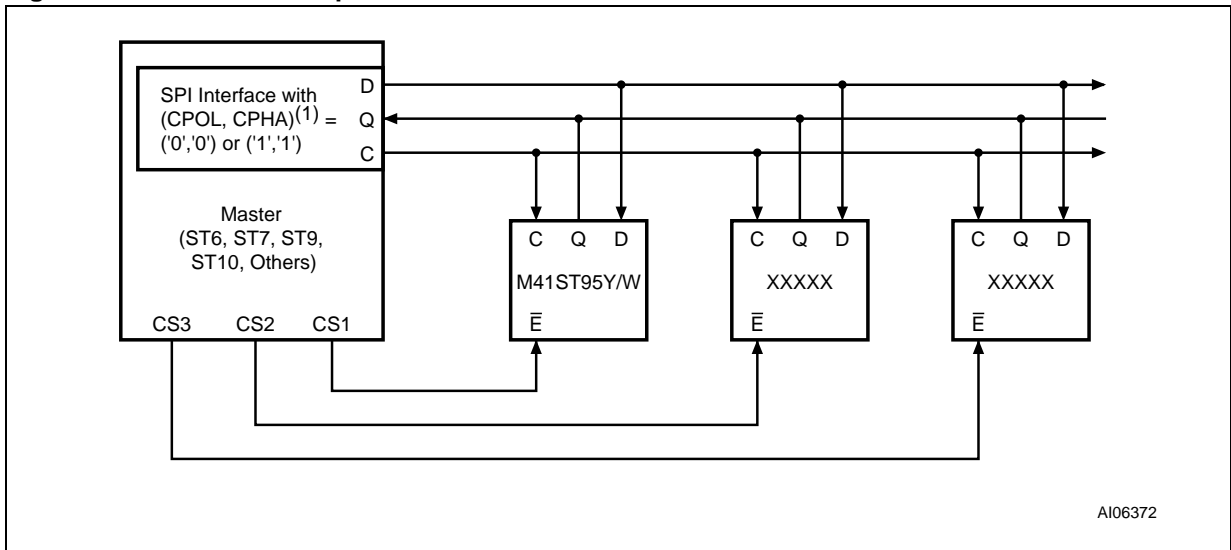 SPI Interface with
(CPOL, CPHA)(1) =
('0','0') or ('1','1')
D
Q
C
Master
(ST6, ST7, ST9,
ST10, Others)
CS3 CS2 CS1
C Q D
M41ST95Y/W
E̅
C Q D
XXXXX
E̅
C Q D
XXXXX
E̅
AI06372